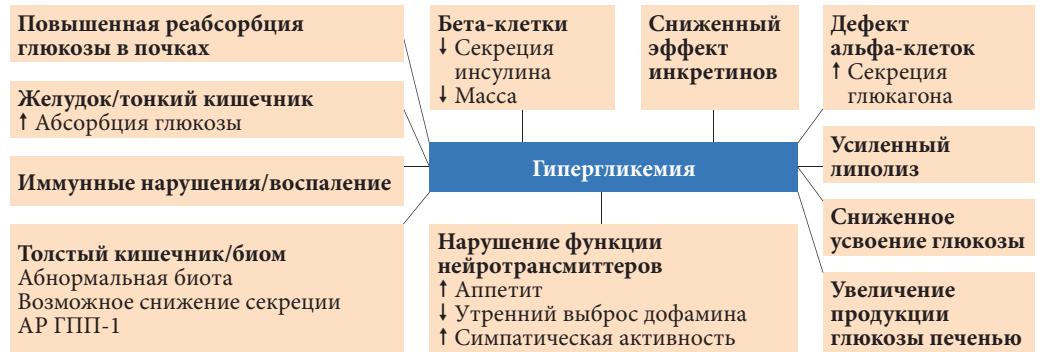 Повышенная реабсорбция
глюкозы в почках
Желудок/тонкий кишечник
↑ Абсорбция глюкозы
Иммунные нарушения/воспаление
Толстый кишечник/биом
Абнормальная биота
Возможное снижение секреции
АР ГПП-1
Бета-клетки
↓ Секреция
инсулина
↓ Масса
Сниженный
эффект
инкретинов
Дефект
альфа-клеток
↑ Секреция
глюкагона
Гипергликемия
Усиленный
липолиз
Сниженное
усвоение глюкозы
Увеличение
продукции
глюкозы печенью
Нарушение функции
нейротрансмиттеров
↑ Аппетит
↓ Утренний выброс дофамина
↑ Симпатическая активность